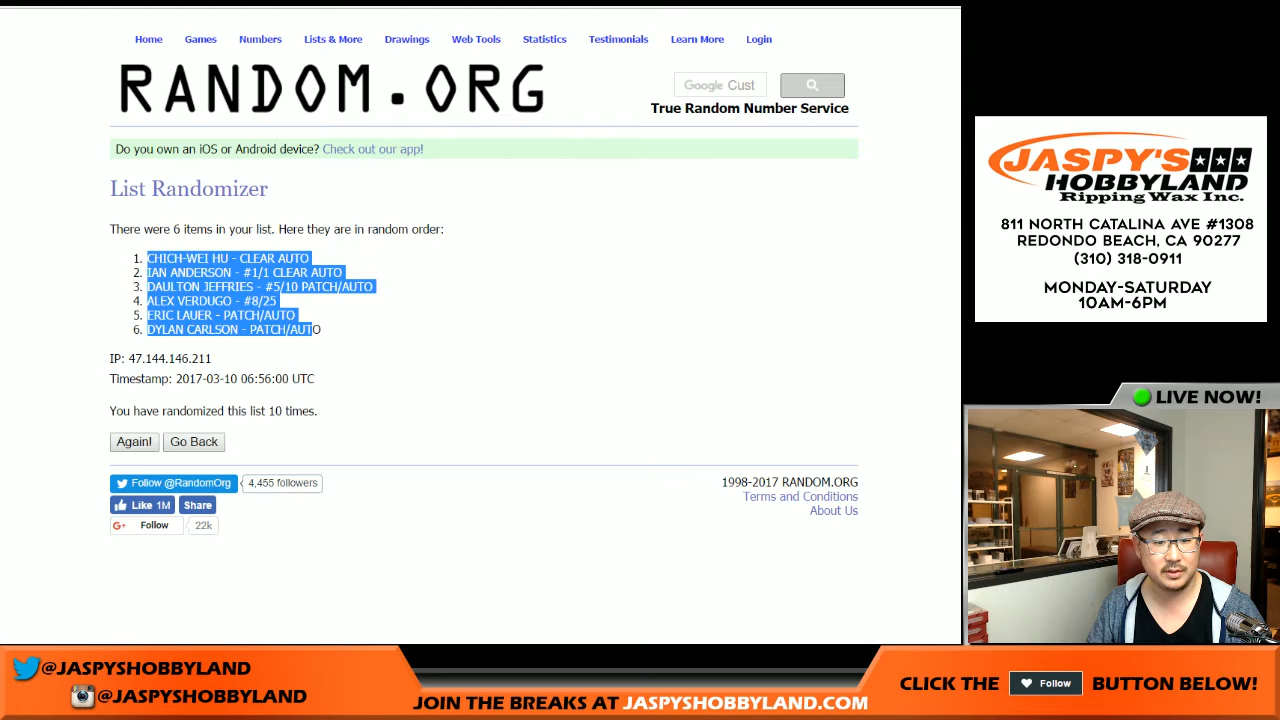 Home Games Numbers Lists & More Drawings Web Tools Statistics Testimonials Learn More Login
RANDOM.ORG
Google Cust
True Random Number Service
Do you own an iOS or Android device? Check out our app!
List Randomizer
There were 6 items in your list. Here they are in random order:
1. CHICH-WEI HU - CLEAR AUTO
2. IAN ANDERSON - #1/1 CLEAR AUTO
3. DAULTON JEFFRIES - #5/10 PATCH/AUTO
4. ALEX VERDUGO - #8/25
5. ERIC LAUER - PATCH/AUTO
6. DYLAN CARLSON - PATCH/AUTO
IP: 47.144.146.211
Timestamp: 2017-03-10 06:56:00 UTC
You have randomized this list 10 times.
Again! Go Back
Follow @RandomOrg 4,455 followers
Like 1M Share
G+ Follow 22k
1998-2017 RANDOM.ORG
Terms and Conditions
About Us
JASPY'S
HOBBYLAND
Ripping Wax Inc.
811 NORTH CATALINA AVE #1308
REDONDO BEACH, CA 90277
(310) 318-0911
MONDAY-SATURDAY
10AM-6PM
LIVE NOW!
@JASPYSHOBBYLAND
@JASPYSHOBBYLAND
JOIN THE BREAKS AT JASPYSHOBBYLAND.COM
CLICK THE Follow BUTTON BELOW!